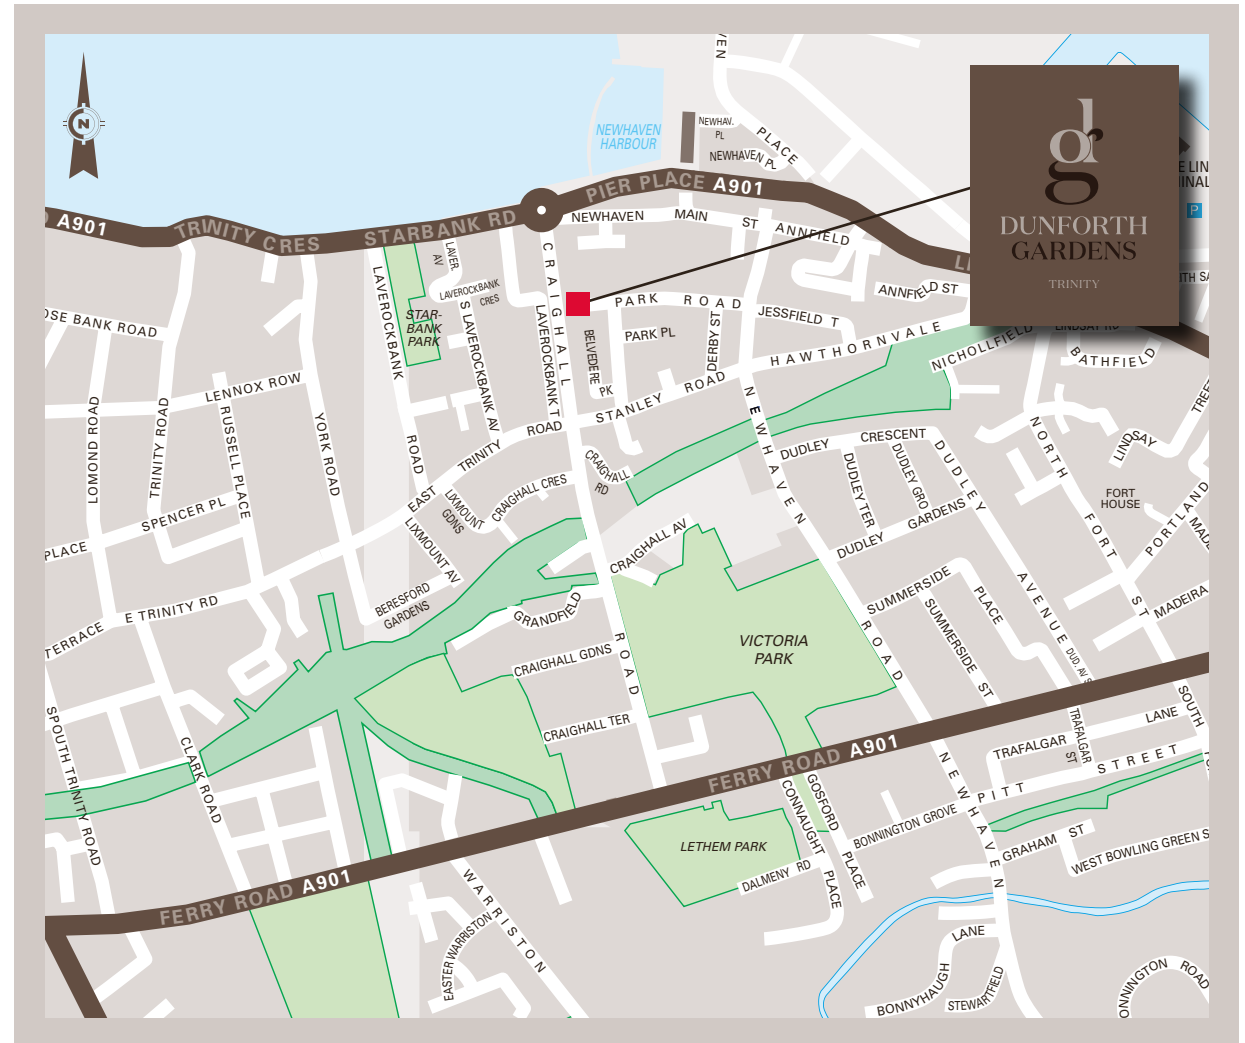 VEN
NEWHAVEN
HARBOUR
NEWHAV.
PL
NEWHAVEN PL
PLACE
N
A901
TRINITY CRES
STARBANK RD
PIER PLACE A901
NEWHAVEN MAIN ST
ANNFIELD
DUNFORTH
GARDENS
TRINITY
P
ANNFIELD ST
LAVER.
AV
LAVEROCKBANK
CRES
S LAVEROCKBANK AV
LAVEROCKBANK ROAD
STAR-
BANK
PARK
CRAIGHALL ROAD
LAVEROCKBANK T
BELVEDERE PK
PARK ROAD
PARK PL
DERBY ST
JESSFIELD T
HAWTHORNVALE
NICHOLLFIELD
LINDSAY RD
BATHFIELD
OSE BANK ROAD
LENNOX ROW
LOMOND ROAD
TRINITY ROAD
RUSSELL PLACE
YORK ROAD
SPENCER PL
PLACE
STANLEY ROAD
EAST TRINITY ROAD
CRAIGHALL
RD
CRAIGHALL CRES
LIXMOUNT
GDNS
LIXMOUNT AV
BERESFORD
GARDENS
CRAIGHALL AV
GRANDFIELD
CRAIGHALL GDNS
CRAIGHALL TER
NEWHAVEN ROAD
DUDLEY CRESCENT
DUDLEY TER
DUDLEY GRO
DUDLEY GARDENS
DUDLEY AVENUE
DUD. AV S
NORTH FORT ST
LINDSAY
FORT
HOUSE
PORTLAND
MADEIRA
SUMMERSIDE PLACE
SUMMERSIDE ST
VICTORIA
PARK
E TRINITY RD
TERRACE
SPOUTH TRINITY ROAD
CLARK ROAD
FERRY ROAD A901
FERRY ROAD A901
TRAFALGAR
ST
TRAFALGAR LANE
SOUTH
PITT STREET
NEWHAVEN
BONNINGTON GROVE
GOSFORD PLACE
CONNAUGHT PLACE
LETHEM PARK
DALMENY RD
GRAHAM ST
WEST BOWLING GREEN S
WARRISTON
EASTER WARRISTON
LANE
BONNYHAUGH
STEWARTFIELD
ONNINGTON ROAD